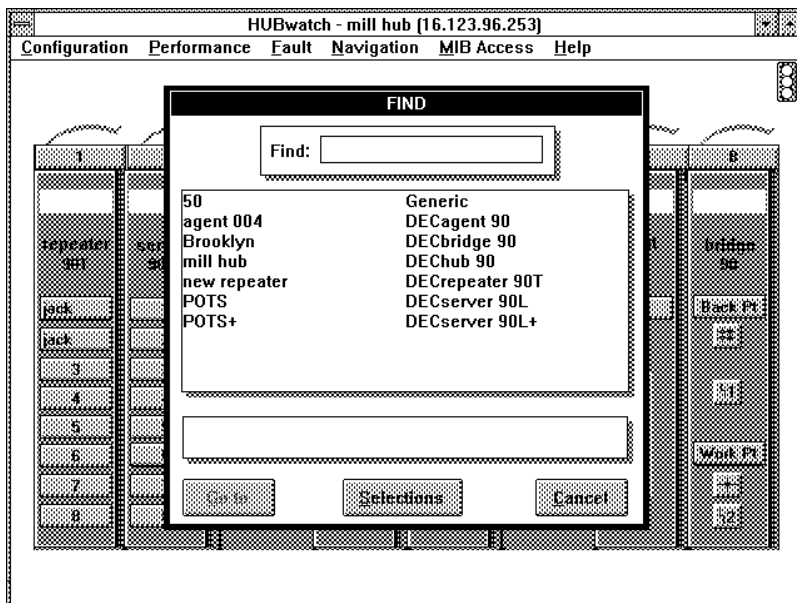 HUBwatch - mill hub (16.123.96.253)
Configuration Performance Fault Navigation MIB Access Help
FIND
Find:
50 Generic
agent 004 DECagent 90
Brooklyn DECbridge 90
mill hub DEChub 90
new repeater DECrepeater 90T
POTS DECserver 90L
POTS+ DECserver 90L+
Go to Selections Cancel
1
repeater
90T
jack
jack
3
4
5
6
7
8
8
bridge
90
Back Pt
Work Pt